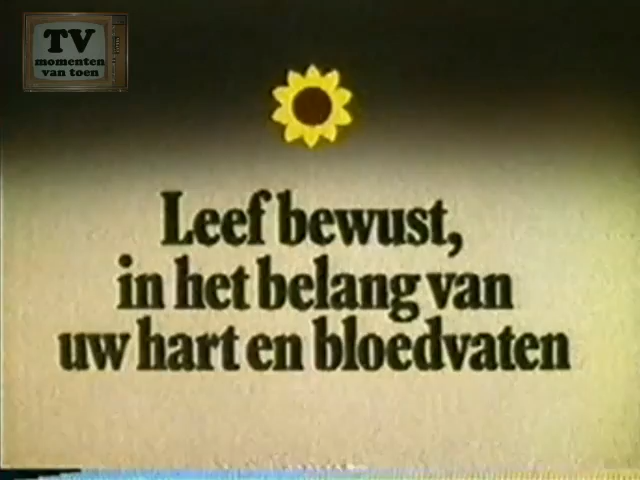 TV
momenten
van toen
Leef bewust,
in het belang van
uw hart en bloedvaten